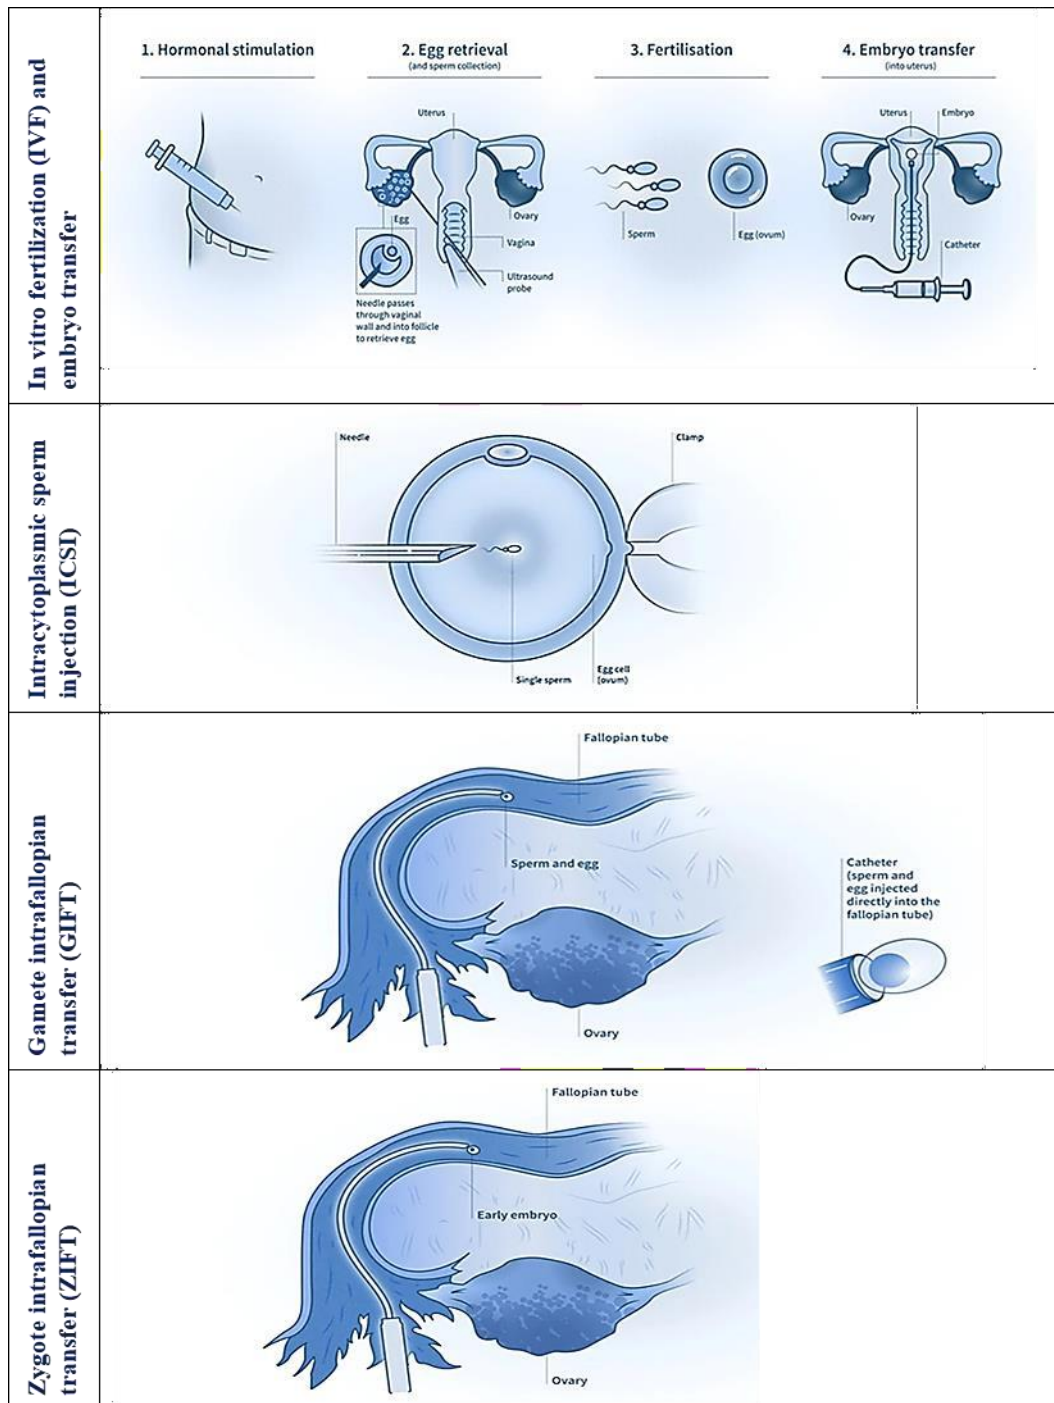 In vitro fertilization (IVF) and
embryo transfer
1. Hormonal stimulation
2. Egg retrieval
(and sperm collection)
3. Fertilisation
4. Embryo transfer
(into uterus)
Uterus
Egg
Ovary
Vagina
Ultrasound
probe
Needle passes
through vaginal
wall and into follicle
to retrieve egg
Sperm
Egg (ovum)
Uterus
Embryo
Ovary
Catheter
Intracytoplasmic sperm
injection (ICSI)
Needle
Clamp
Single sperm
Egg cell
(ovum)
Gamete intrafallopian
transfer (GIFT)
Fallopian tube
Sperm and egg
Catheter
(sperm and
egg injected
directly into the
fallopian tube)
Ovary
Zygote intrafallopian
transfer (ZIFT)
Fallopian tube
Early embryo
Ovary